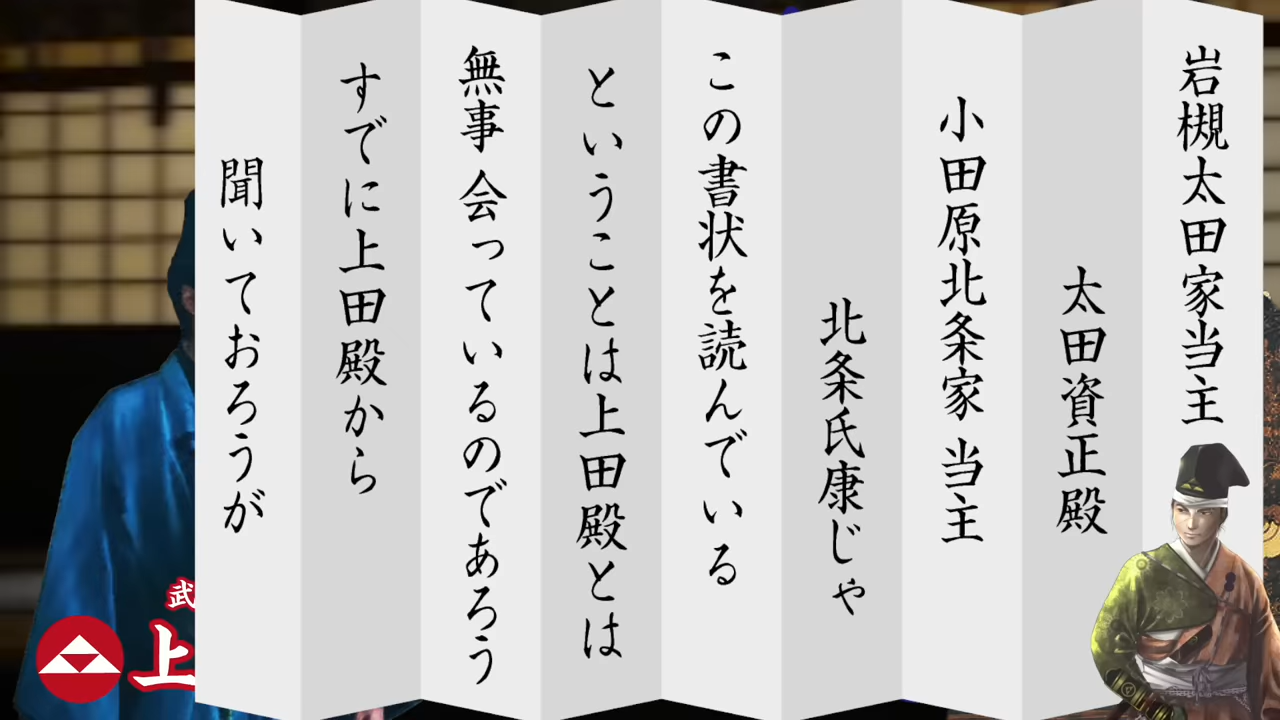 岩槻太田家当主
太田資正殿
小田原北条家 当主
北条氏康じゃ
この書状を読んでいる
ということは上田殿とは
無事 会っているのであろう
すでに上田殿から
聞いておろうが
武
上